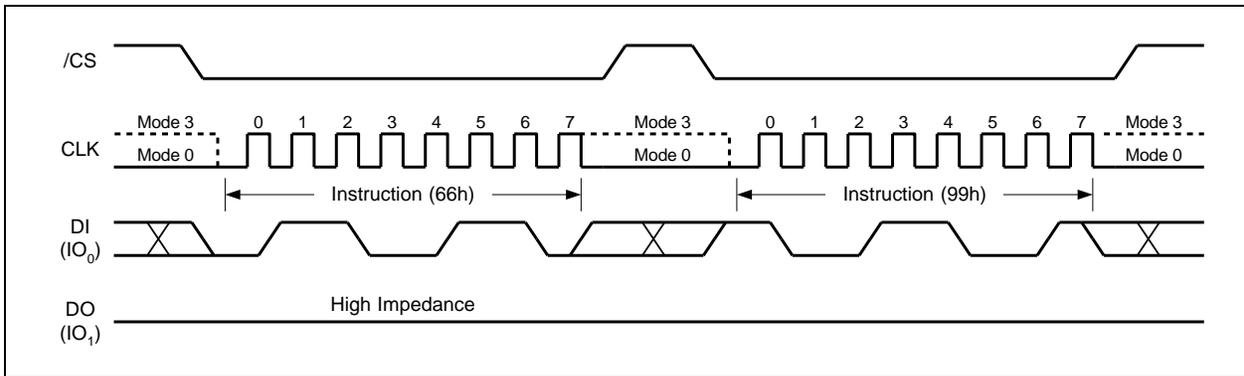 /CS
Mode 3 0 1 2 3 4 5 6 7 Mode 3 0 1 2 3 4 5 6 7 Mode 3
CLK Mode 0 Mode 0 Mode 0
Instruction (66h) Instruction (99h)
DI
(IO0)
High Impedance
DO
(IO1)